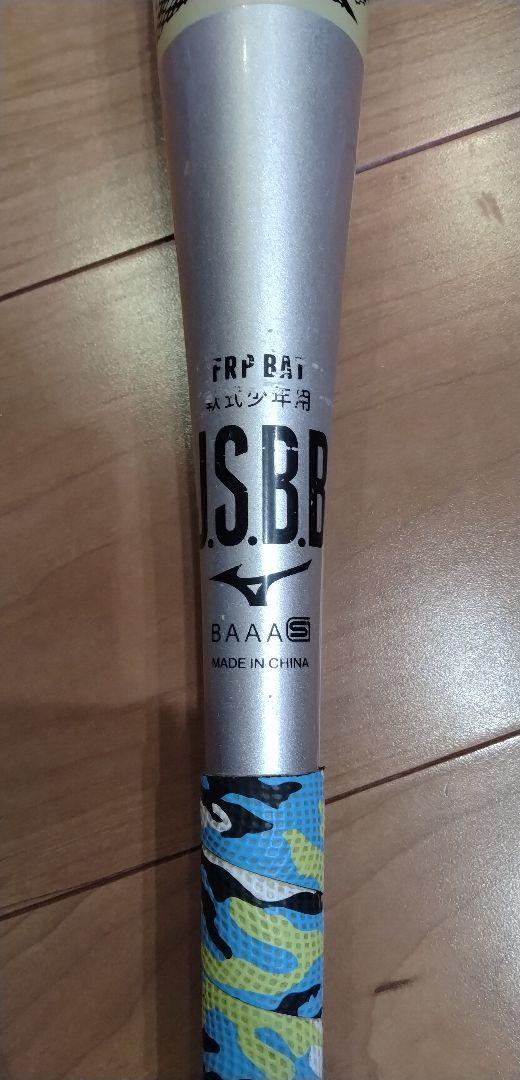 FRP BAT
軟式少年用
J.S.B.B
BAAA S
MADE IN CHINA